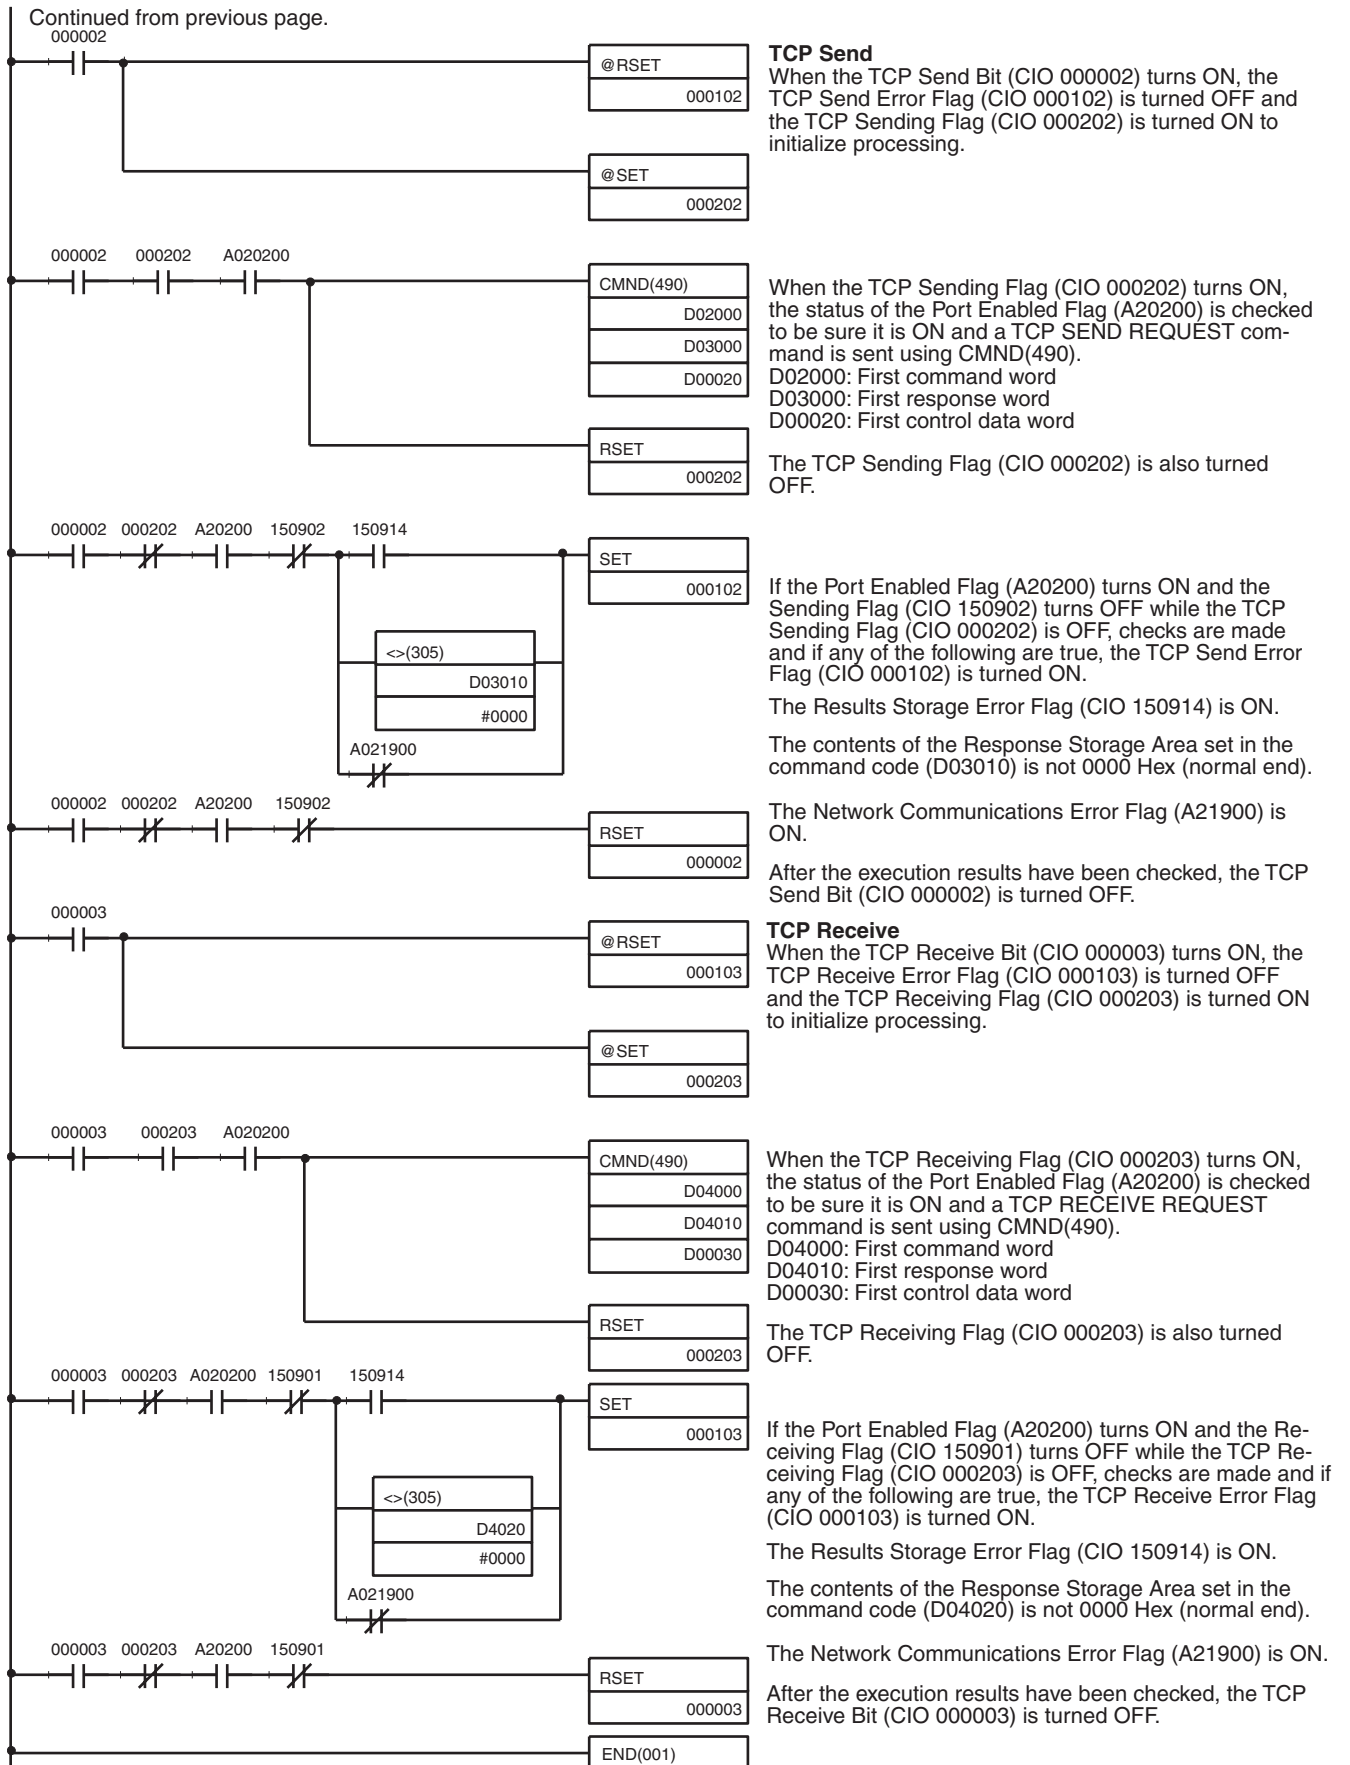 Continued from previous page.
000002
@RSET
000102
TCP Send
When the TCP Send Bit (CIO 000002) turns ON, the
TCP Send Error Flag (CIO 000102) is turned OFF and
the TCP Sending Flag (CIO 000202) is turned ON to
initialize processing.
@SET
000202
000002 000202 A020200
CMND(490)
D02000
D03000
D00020
When the TCP Sending Flag (CIO 000202) turns ON,
the status of the Port Enabled Flag (A20200) is checked
to be sure it is ON and a TCP SEND REQUEST com-
mand is sent using CMND(490).
D02000: First command word
D03000: First response word
D00020: First control data word
RSET
000202
The TCP Sending Flag (CIO 000202) is also turned
OFF.
000002 000202 A20200 150902 150914
SET
000102
<>(305)
D03010
#0000
A021900
If the Port Enabled Flag (A20200) turns ON and the
Sending Flag (CIO 150902) turns OFF while the TCP
Sending Flag (CIO 000202) is OFF, checks are made
and if any of the following are true, the TCP Send Error
Flag (CIO 000102) is turned ON.
The Results Storage Error Flag (CIO 150914) is ON.
The contents of the Response Storage Area set in the
command code (D03010) is not 0000 Hex (normal end).
000002 000202 A20200 150902
RSET
000002
The Network Communications Error Flag (A21900) is
ON.
After the execution results have been checked, the TCP
Send Bit (CIO 000002) is turned OFF.
000003
@RSET
000103
TCP Receive
When the TCP Receive Bit (CIO 000003) turns ON, the
TCP Receive Error Flag (CIO 000103) is turned OFF
and the TCP Receiving Flag (CIO 000203) is turned ON
to initialize processing.
@SET
000203
000003 000203 A020200
CMND(490)
D04000
D04010
D00030
When the TCP Receiving Flag (CIO 000203) turns ON,
the status of the Port Enabled Flag (A20200) is checked
to be sure it is ON and a TCP RECEIVE REQUEST
command is sent using CMND(490).
D04000: First command word
D04010: First response word
D00030: First control data word
RSET
000203
The TCP Receiving Flag (CIO 000203) is also turned
OFF.
000003 000203 A020200 150901 150914
SET
000103
<>(305)
D4020
#0000
A021900
If the Port Enabled Flag (A20200) turns ON and the Re-
ceiving Flag (CIO 150901) turns OFF while the TCP Re-
ceiving Flag (CIO 000203) is OFF, checks are made and if
any of the following are true, the TCP Receive Error Flag
(CIO 000103) is turned ON.
The Results Storage Error Flag (CIO 150914) is ON.
The contents of the Response Storage Area set in the
command code (D04020) is not 0000 Hex (normal end).
000003 000203 A20200 150901
RSET
000003
The Network Communications Error Flag (A21900) is ON.
After the execution results have been checked, the TCP
Receive Bit (CIO 000003) is turned OFF.
END(001)